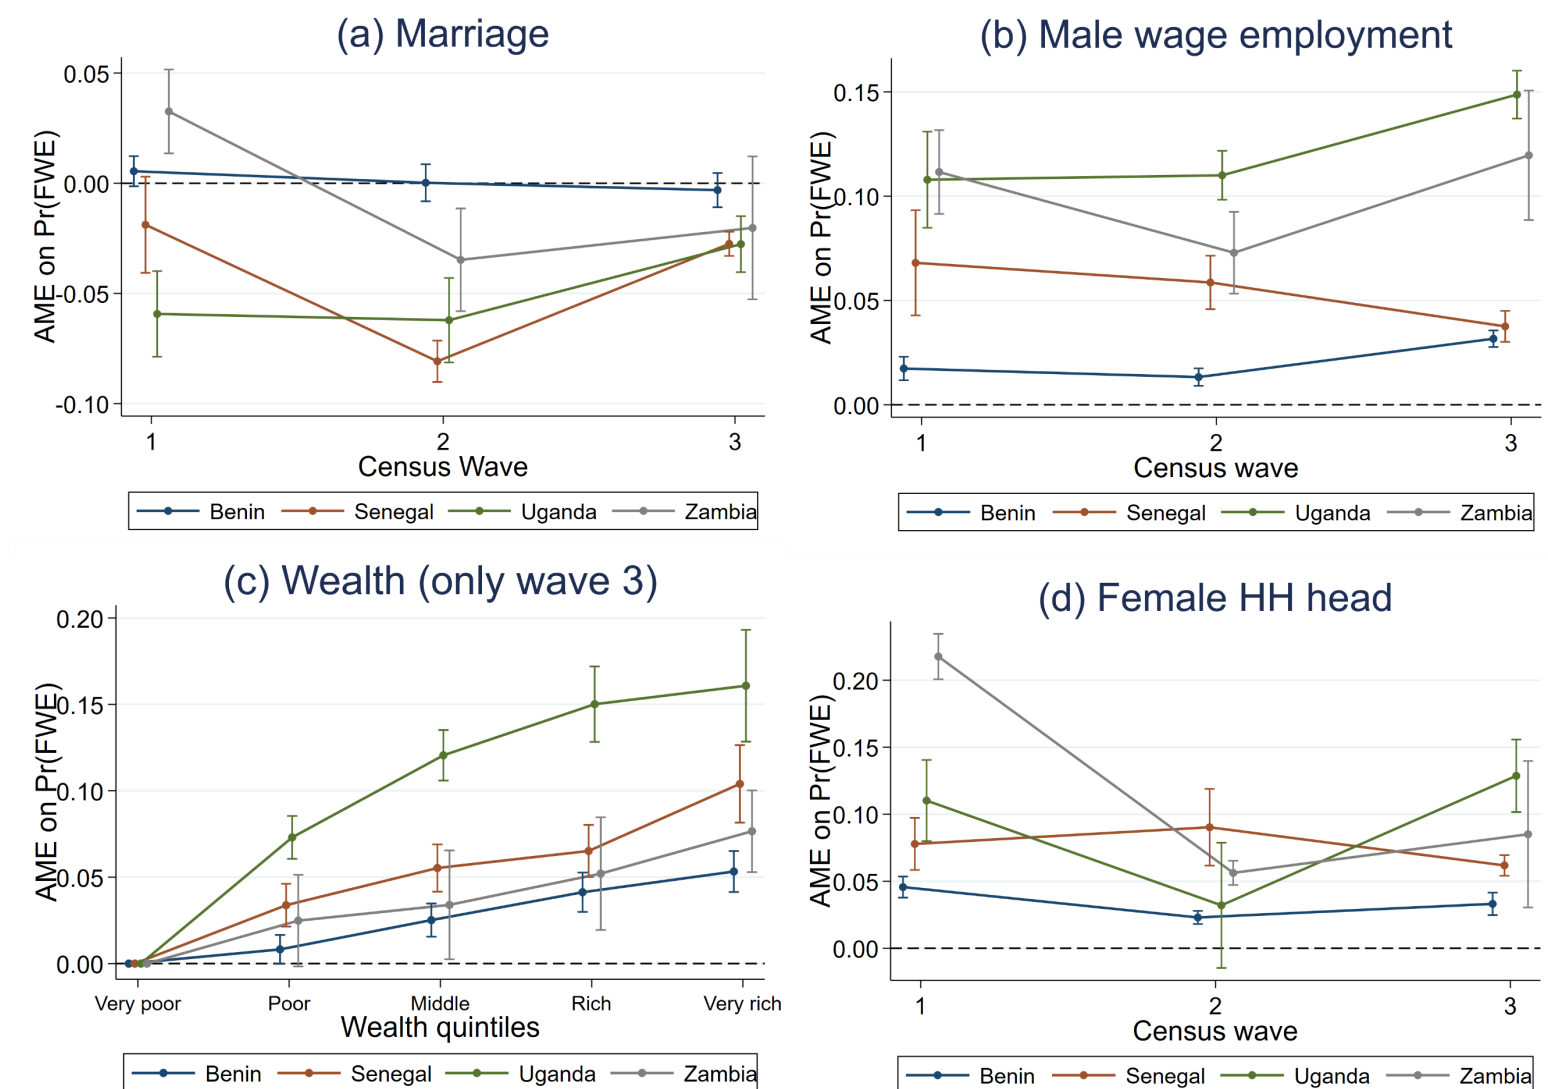 (a) Marriage
AME on Pr(FWE)
0.05
0.00
-0.05
-0.10
1 2 3
Census Wave
Benin Senegal Uganda Zambia
(b) Male wage employment
AME on Pr(FWE)
0.15
0.10
0.05
0.00
1 2 3
Census wave
Benin Senegal Uganda Zambia
(c) Wealth (only wave 3)
AME on Pr(FWE)
0.20
0.15
0.10
0.05
0.00
Very poor Poor Middle Rich Very rich
Wealth quintiles
Benin Senegal Uganda Zambia
(d) Female HH head
AME on Pr(FWE)
0.20
0.15
0.10
0.05
0.00
1 2 3
Census wave
Benin Senegal Uganda Zambia